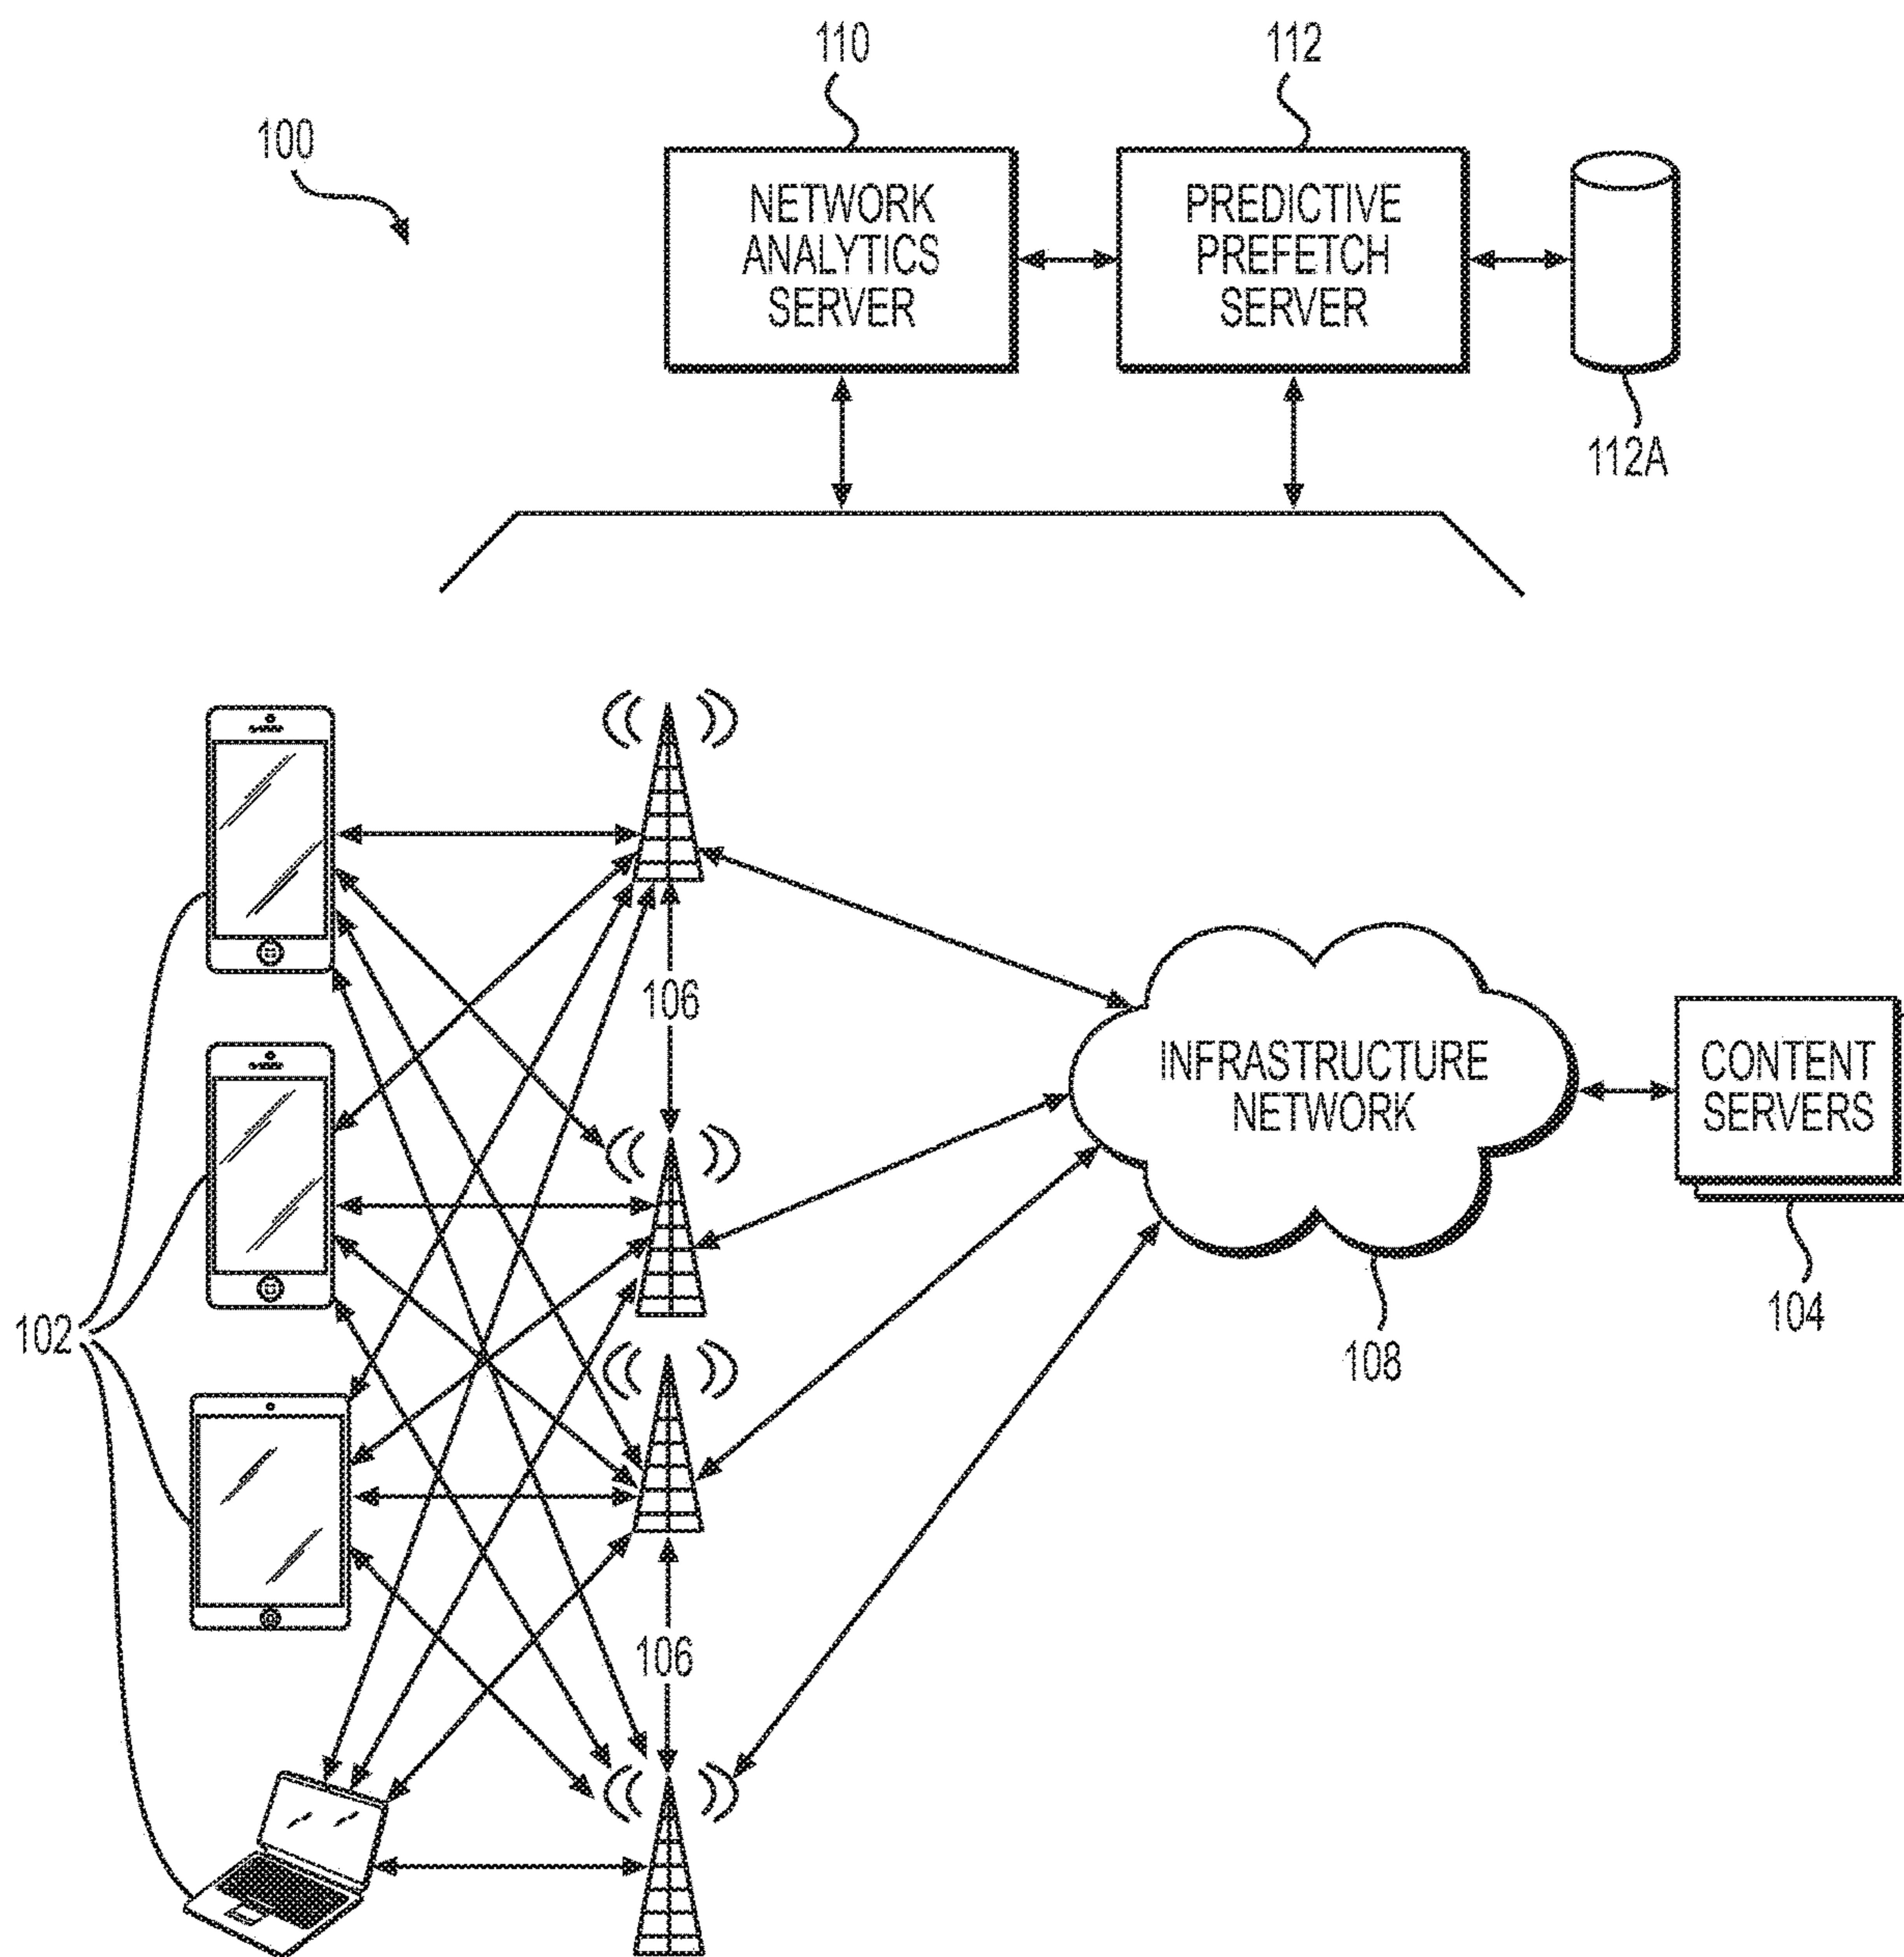 110
112
100
NETWORK
ANALYTICS
SERVER
PREDICTIVE
PREFETCH
SERVER
112A
106
INFRASTRUCTURE
NETWORK
CONTENT
SERVERS
102
108
104
106